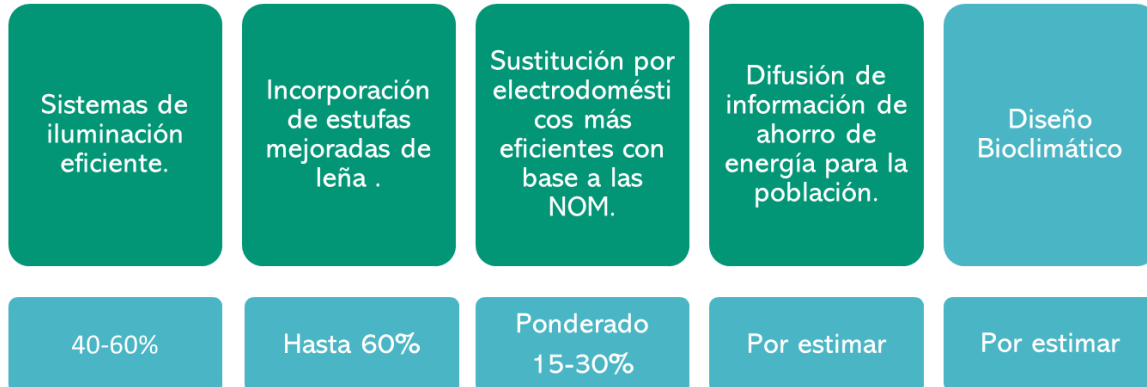 Sistemas de
iluminación
eficiente.
Incorporación
de estufas
mejoradas de
leña .
Sustitución por
electrodomésti
cos más
eficientes con
base a las
NOM.
Difusión de
información de
ahorro de
energía para la
población.
Diseño
Bioclimático
40-60%
Hasta 60%
Ponderado
15-30%
Por estimar
Por estimar